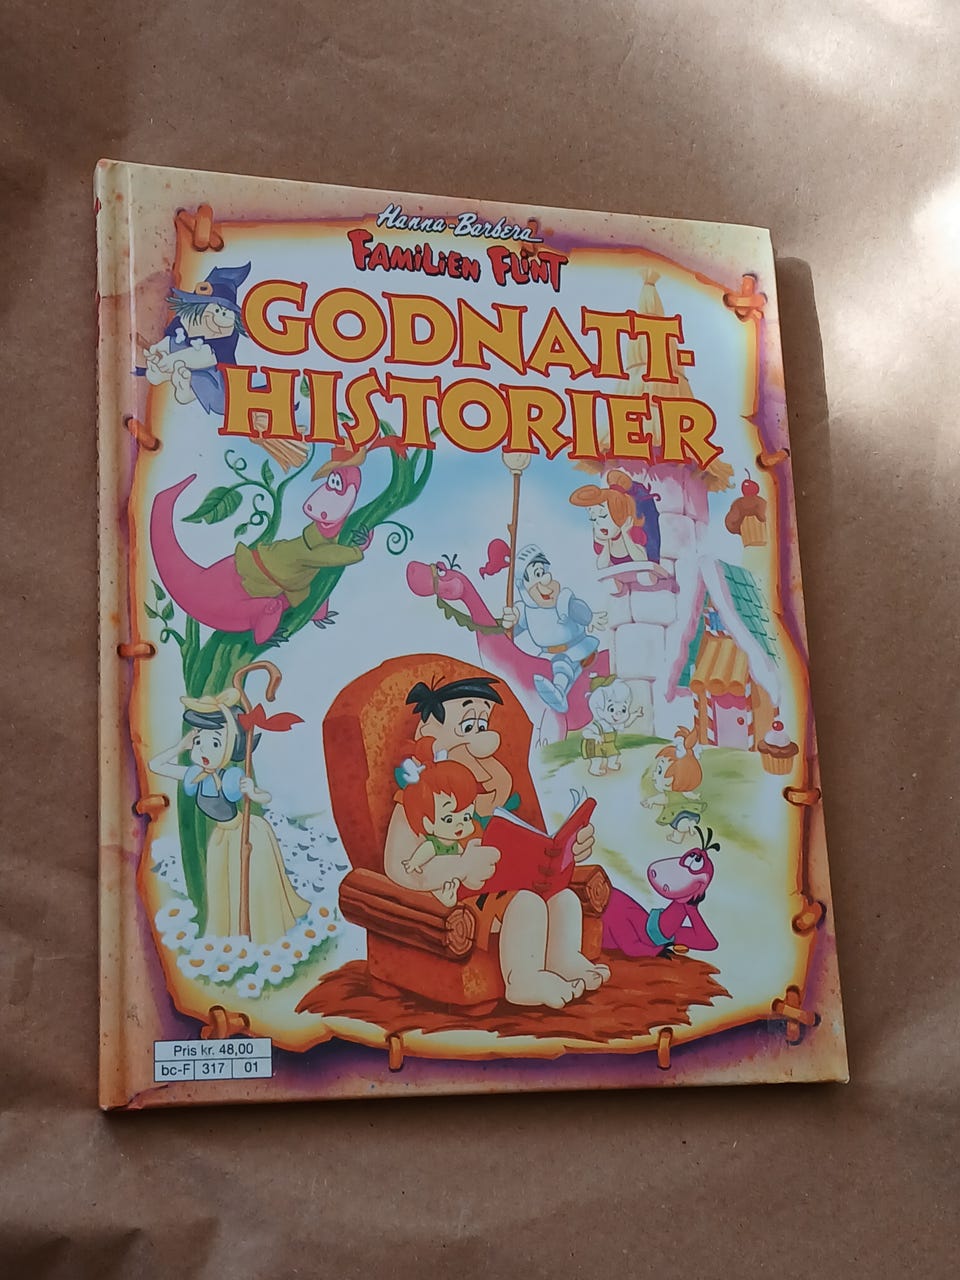 Hanna-Barbera
FAMiLiEN FLiNT
GODNATT-
HISTORIER
Pris kr. 48,00
bc-F 317 01